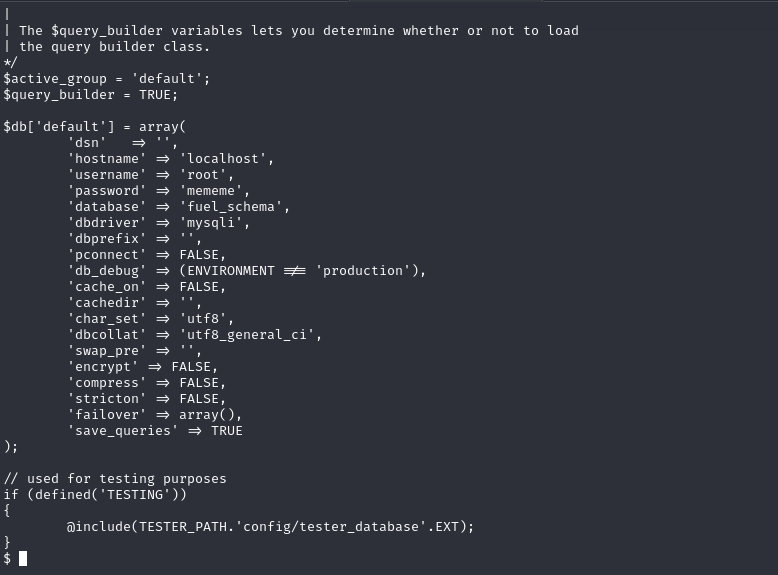 |
| The $query_builder variables lets you determine whether or not to load
| the query builder class.
*/
$active_group = 'default';
$query_builder = TRUE;

$db['default'] = array(
        'dsn'   => '',
        'hostname' => 'localhost',
        'username' => 'root',
        'password' => 'mememe',
        'database' => 'fuel_schema',
        'dbdriver' => 'mysqli',
        'dbprefix' => '',
        'pconnect' => FALSE,
        'db_debug' => (ENVIRONMENT !== 'production'),
        'cache_on' => FALSE,
        'cachedir' => '',
        'char_set' => 'utf8',
        'dbcollat' => 'utf8_general_ci',
        'swap_pre' => '',
        'encrypt' => FALSE,
        'compress' => FALSE,
        'stricton' => FALSE,
        'failover' => array(),
        'save_queries' => TRUE
);

// used for testing purposes
if (defined('TESTING'))
{
        @include(TESTER_PATH.'config/tester_database'.EXT);
}
$